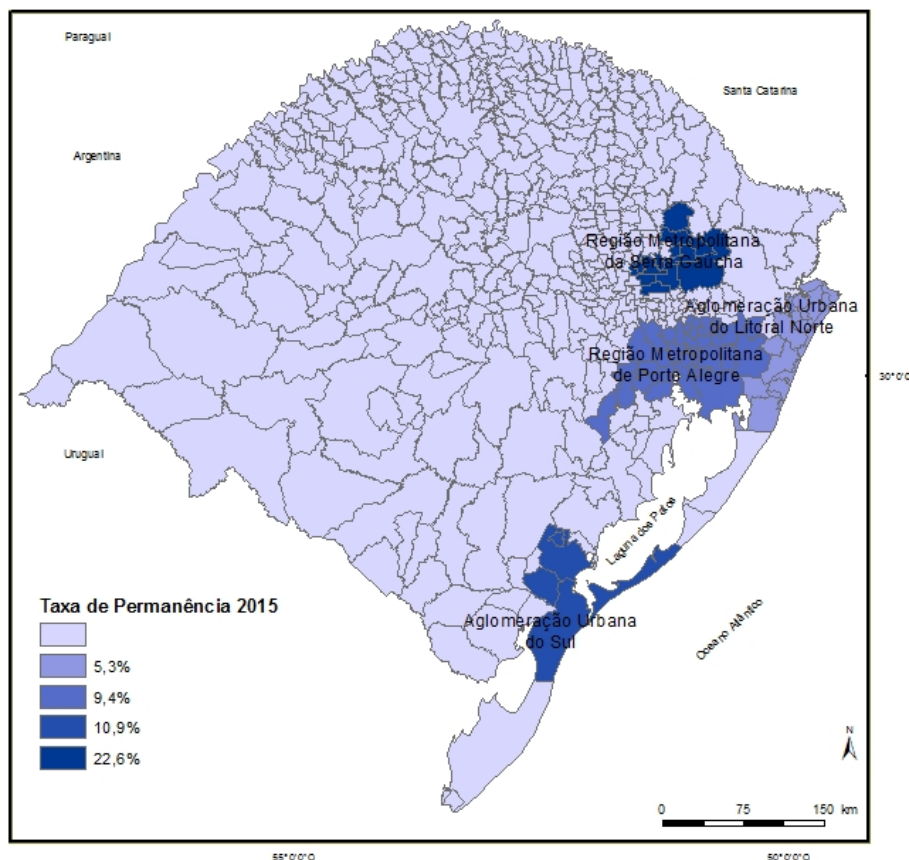 Paraguai
Santa Catarina
Argentina
Região Metropolitana
da Serra Gaúcha
Aglomeração Urbana
do Litoral Norte
Região Metropolitana
de Porto Alegre
30°0'0
Uruguai
Laguna dos Patos
Taxa de Permanência 2015
Aglomeração Urbana
do Sul
Oceano Atlântico
5,3%
9,4%
10,9%
22,6%
N
0 75 150 km
55°0'0"O
50°0'0"O